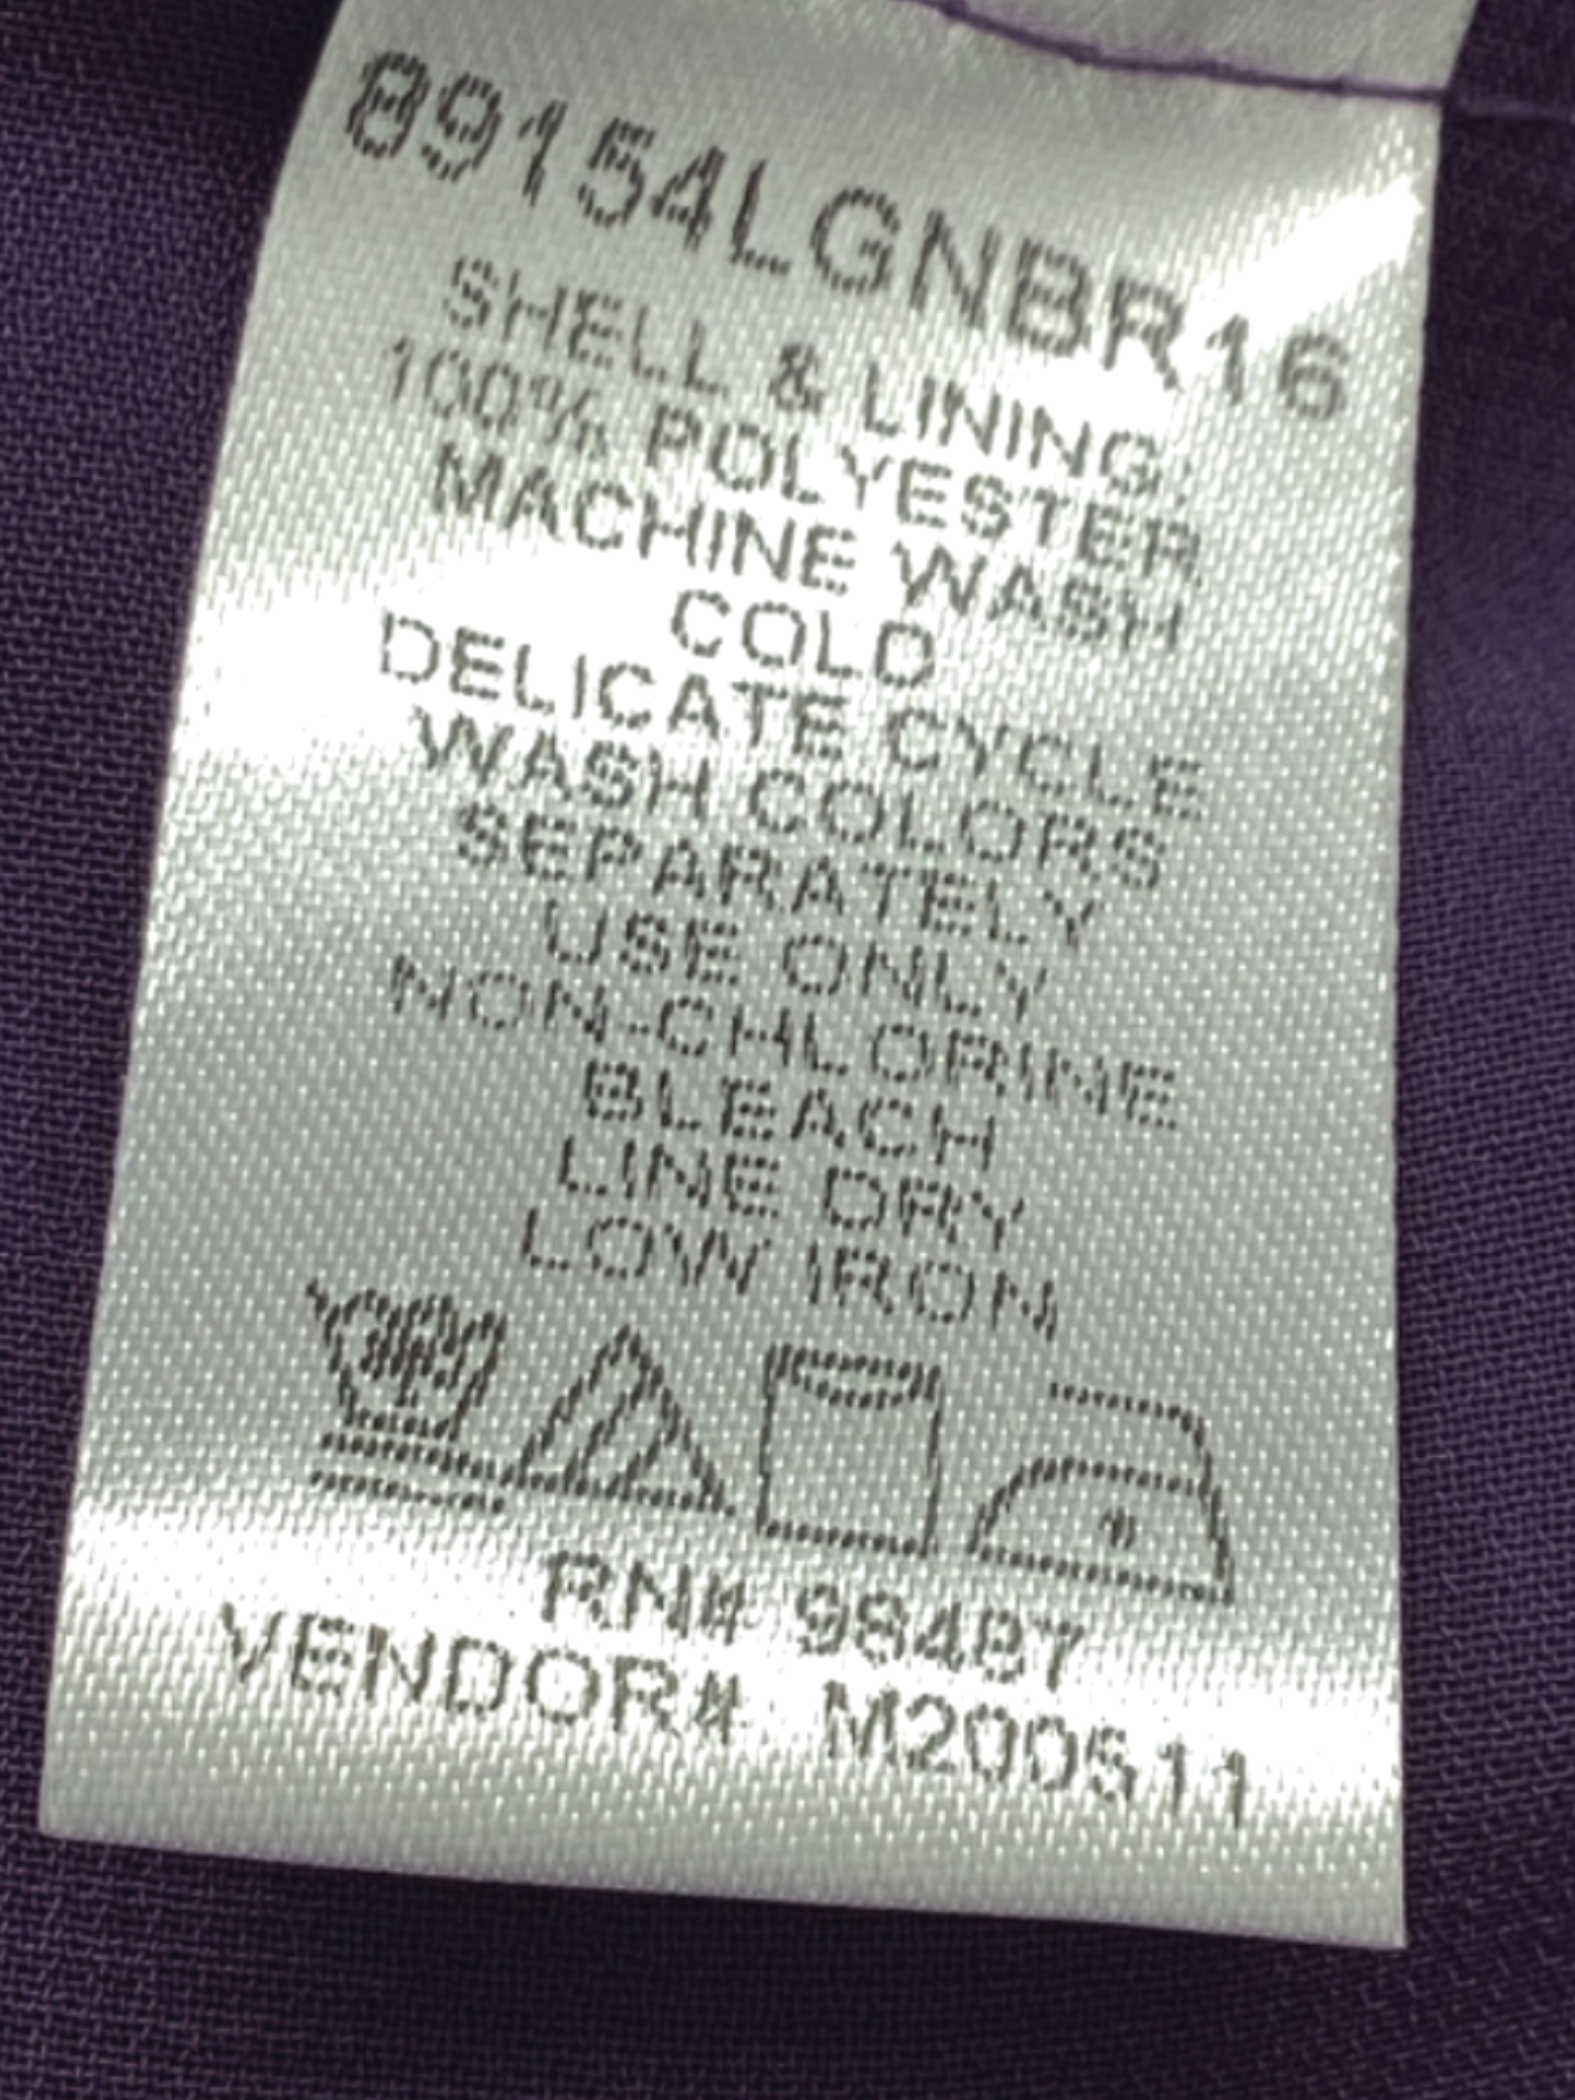 89154LGNBR16
SHELL & LINING:
100% POLYESTER
MACHINE WASH
COLD
DELICATE CYCLE
WASH COLORS
SEPARATELY
USE ONLY
NON-CHLORINE
BLEACH
LINE DRY
LOW IRON
RN# 98487
VENDOR# M200511